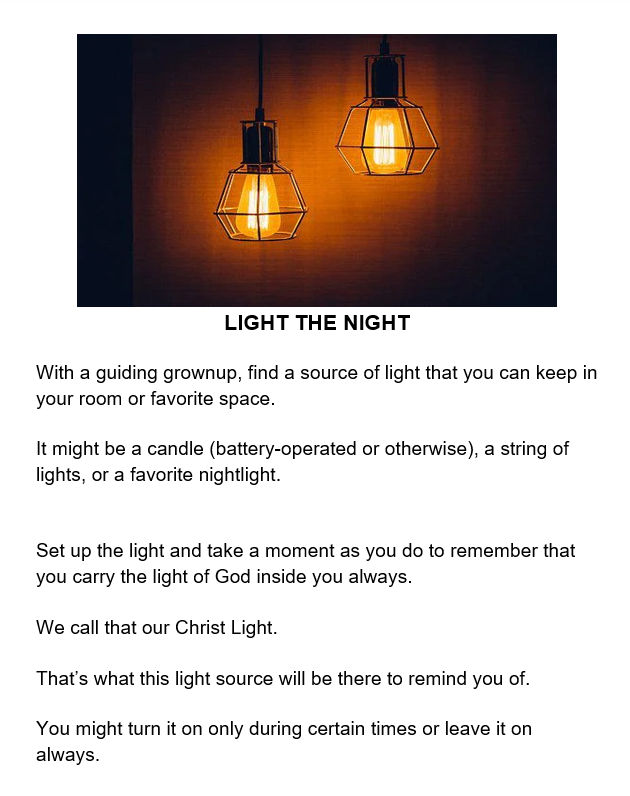 LIGHT THE NIGHT
With a guiding grownup, find a source of light that you can keep in
your room or favorite space.
It might be a candle (battery-operated or otherwise), a string of
lights, or a favorite nightlight.
Set up the light and take a moment as you do to remember that
you carry the light of God inside you always.
We call that our Christ Light.
That’s what this light source will be there to remind you of.
You might turn it on only during certain times or leave it on
always.